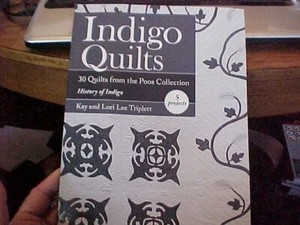 Indigo
Quilts
30 Quilts from the Poos Collection
History of Indigo
5
projects
Kay and Lori Lee Triplett